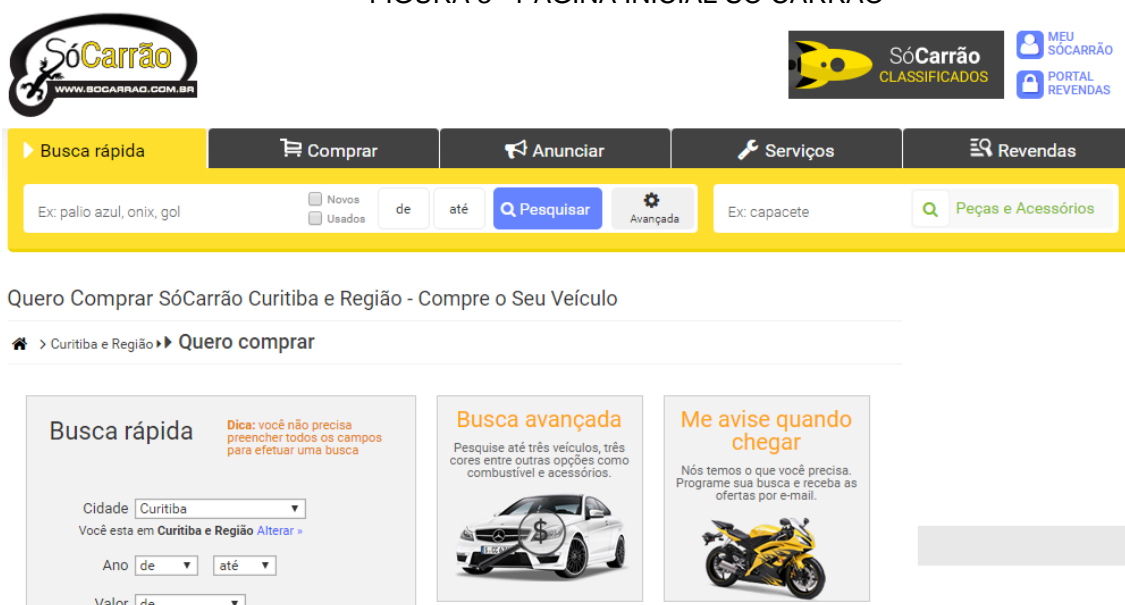 SóCarrão
WWW.SOCARRAO.COM.BR
SóCarrão
CLASSIFICADOS
MEU
SÓCARRÃO
PORTAL
REVENDAS
Busca rápida
Comprar
Anunciar
Serviços
Revendas
Ex: palio azul, onix, gol
Novos
Usados
de
até
Pesquisar
Avançada
Ex: capacete
Peças e Acessórios
Quero Comprar SóCarrão Curitiba e Região - Compre o Seu Veículo
> Curitiba e Região Quero comprar
Busca rápida
Dica: você não precisa
preencher todos os campos
para efetuar uma busca
Cidade Curitiba
Você esta em Curitiba e Região Alterar »
Ano de até
Valor de
Busca avançada
Pesquise até três veículos, três
cores entre outras opções como
combustível e acessórios.
Me avise quando
chegar
Nós temos o que você precisa.
Programe sua busca e receba as
ofertas por e-mail.